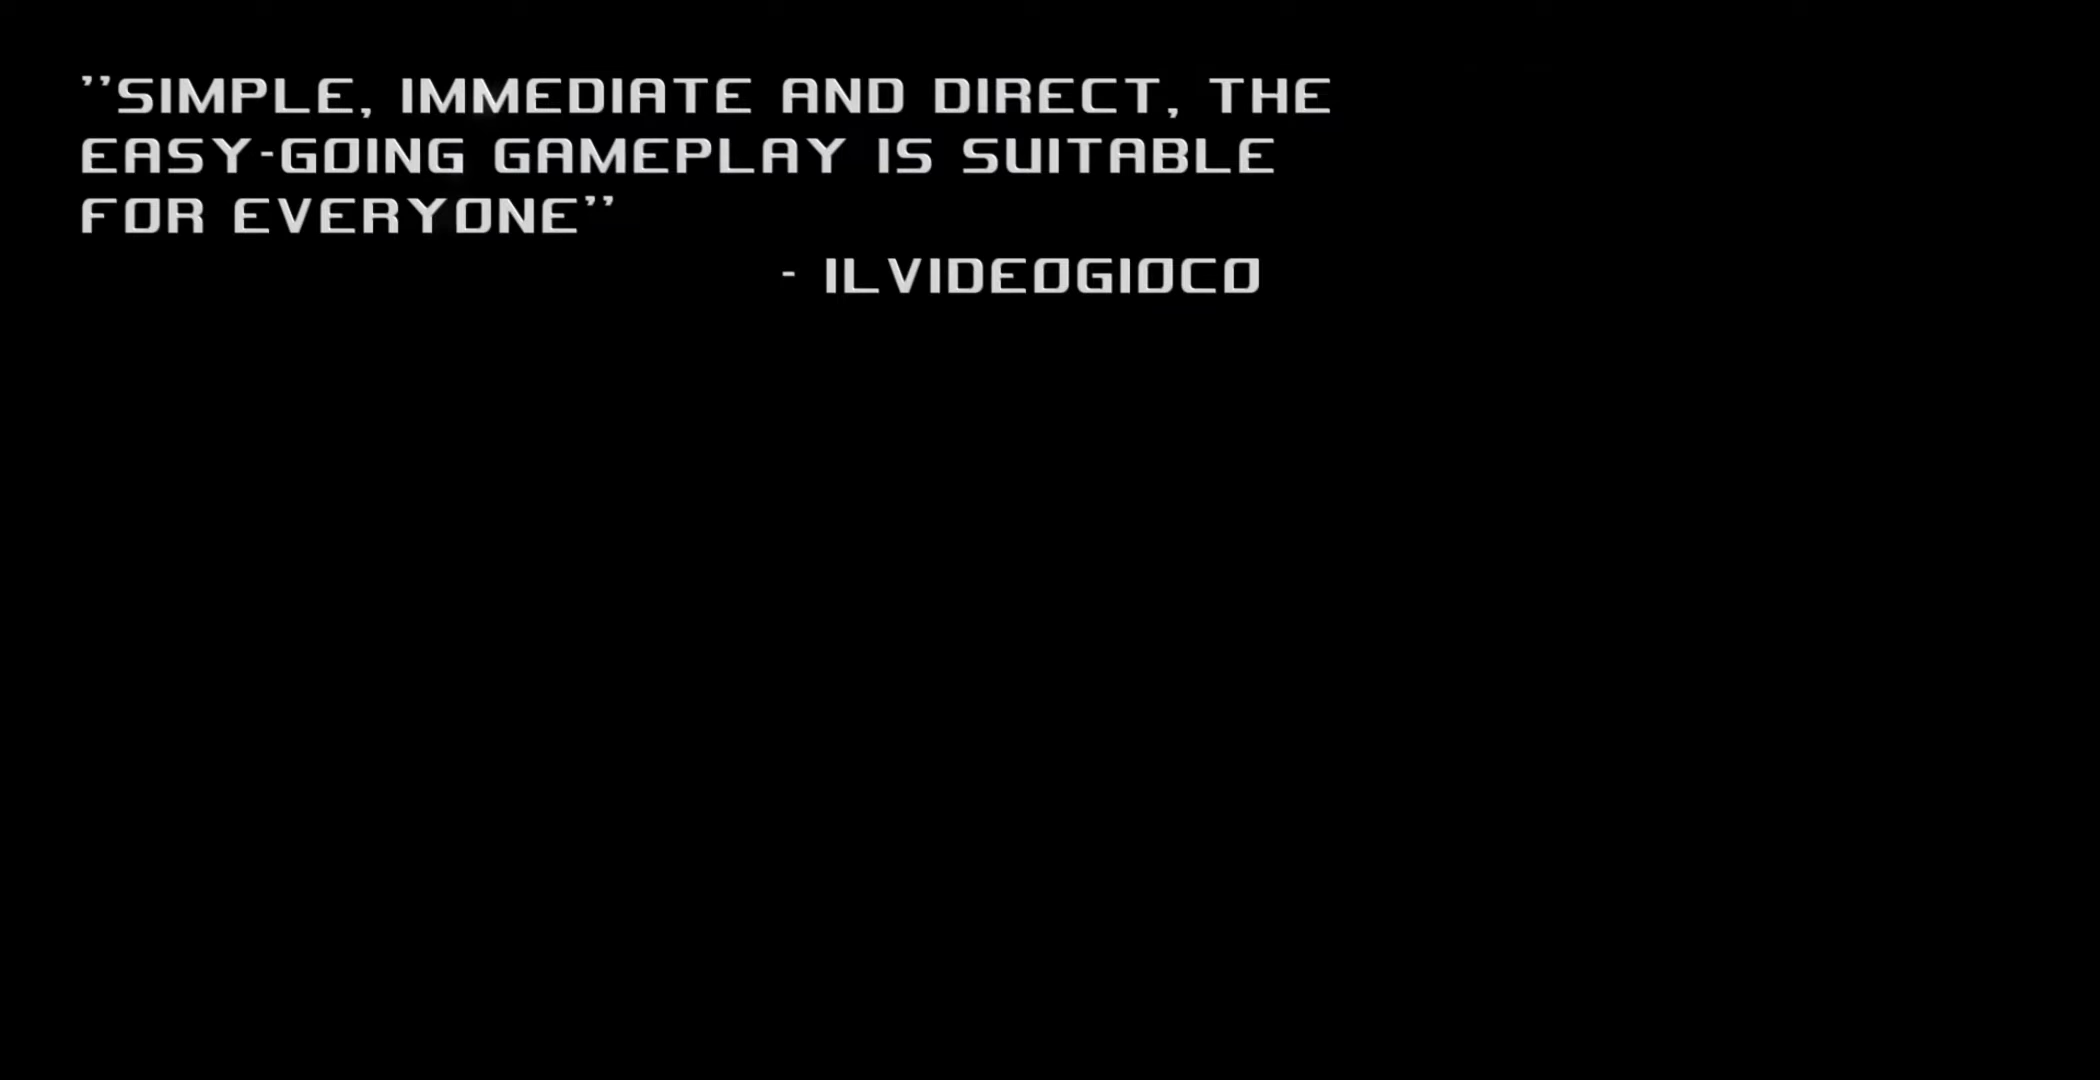 ”SIMPLE, IMMEDIATE AND DIRECT, THE
EASY-GOING GAMEPLAY IS SUITABLE
FOR EVERYONE”
- ILVIDEOGIOCO